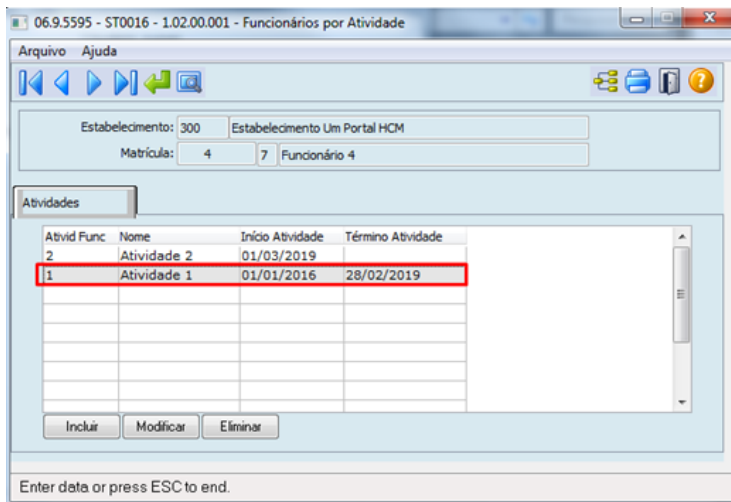 06.9.5595 - ST0016 - 1.02.00.001 - Funcionários por Atividade
Arquivo Ajuda
Estabelecimento: 300 Estabelecimento Um Portal HCM
Matrícula: 4 7 Funcionário 4
Atividades
Ativid Func Nome Início Atividade Término Atividade
2 Atividade 2 01/03/2019
1 Atividade 1 01/01/2016 28/02/2019
Incluir Modificar Eliminar
Enter data or press ESC to end.